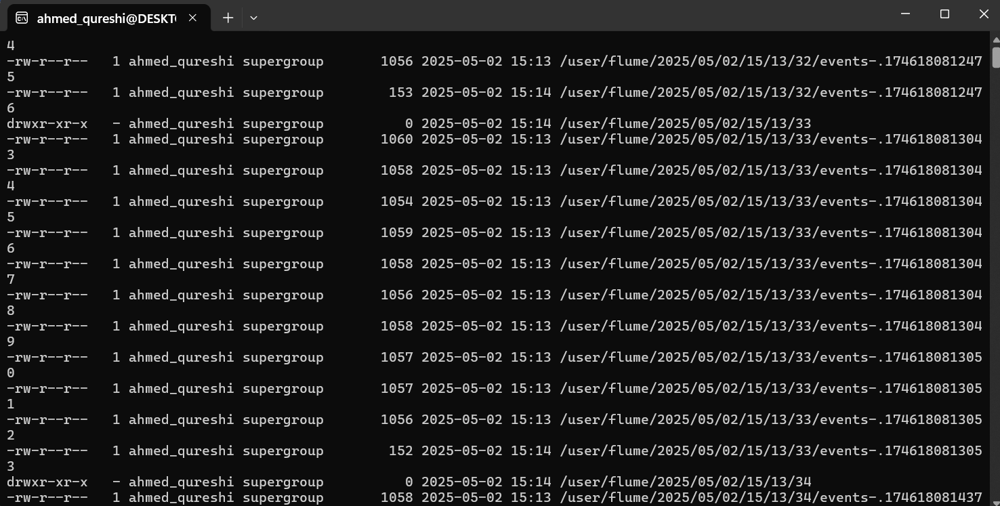 ahmed_qureshi@DESKT
4
-rw-r--r--   1 ahmed_qureshi supergroup       1056 2025-05-02 15:13 /user/flume/2025/05/02/15/13/32/events-.174618081247
5
-rw-r--r--   1 ahmed_qureshi supergroup        153 2025-05-02 15:14 /user/flume/2025/05/02/15/13/32/events-.174618081247
6
drwxr-xr-x   - ahmed_qureshi supergroup          0 2025-05-02 15:14 /user/flume/2025/05/02/15/13/33
-rw-r--r--   1 ahmed_qureshi supergroup       1060 2025-05-02 15:13 /user/flume/2025/05/02/15/13/33/events-.174618081304
3
-rw-r--r--   1 ahmed_qureshi supergroup       1058 2025-05-02 15:13 /user/flume/2025/05/02/15/13/33/events-.174618081304
4
-rw-r--r--   1 ahmed_qureshi supergroup       1054 2025-05-02 15:13 /user/flume/2025/05/02/15/13/33/events-.174618081304
5
-rw-r--r--   1 ahmed_qureshi supergroup       1059 2025-05-02 15:13 /user/flume/2025/05/02/15/13/33/events-.174618081304
6
-rw-r--r--   1 ahmed_qureshi supergroup       1058 2025-05-02 15:13 /user/flume/2025/05/02/15/13/33/events-.174618081304
7
-rw-r--r--   1 ahmed_qureshi supergroup       1056 2025-05-02 15:13 /user/flume/2025/05/02/15/13/33/events-.174618081304
8
-rw-r--r--   1 ahmed_qureshi supergroup       1058 2025-05-02 15:13 /user/flume/2025/05/02/15/13/33/events-.174618081304
9
-rw-r--r--   1 ahmed_qureshi supergroup       1057 2025-05-02 15:13 /user/flume/2025/05/02/15/13/33/events-.174618081305
0
-rw-r--r--   1 ahmed_qureshi supergroup       1057 2025-05-02 15:13 /user/flume/2025/05/02/15/13/33/events-.174618081305
1
-rw-r--r--   1 ahmed_qureshi supergroup       1056 2025-05-02 15:13 /user/flume/2025/05/02/15/13/33/events-.174618081305
2
-rw-r--r--   1 ahmed_qureshi supergroup        152 2025-05-02 15:14 /user/flume/2025/05/02/15/13/33/events-.174618081305
3
drwxr-xr-x   - ahmed_qureshi supergroup          0 2025-05-02 15:14 /user/flume/2025/05/02/15/13/34
-rw-r--r--   1 ahmed_qureshi supergroup       1058 2025-05-02 15:13 /user/flume/2025/05/02/15/13/34/events-.174618081437